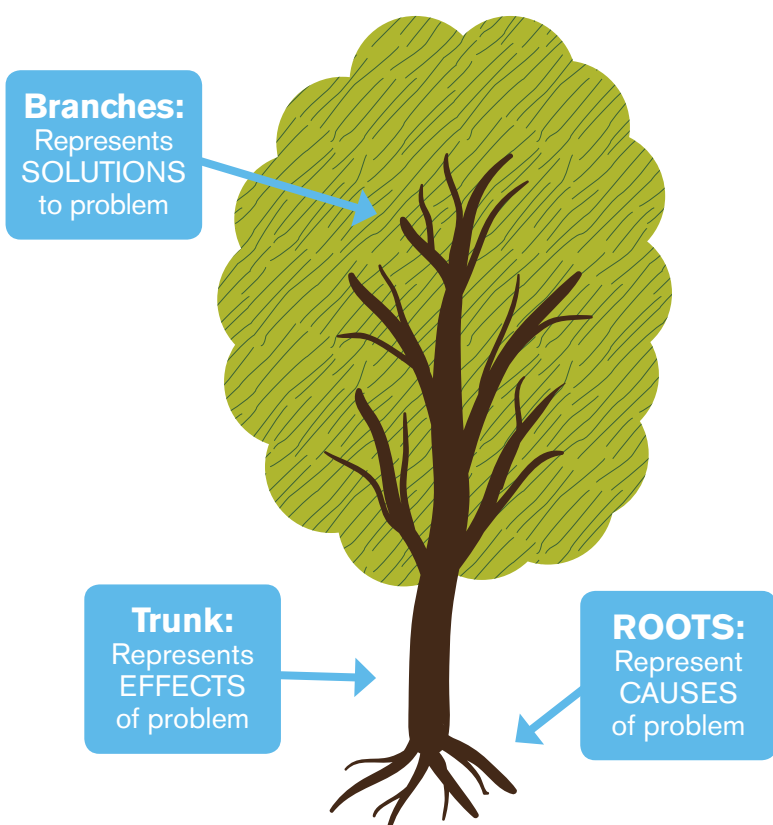 Branches:
Represents
SOLUTIONS
to problem
Trunk:
Represents
EFFECTS
of problem
ROOTS:
Represent
CAUSES
of problem